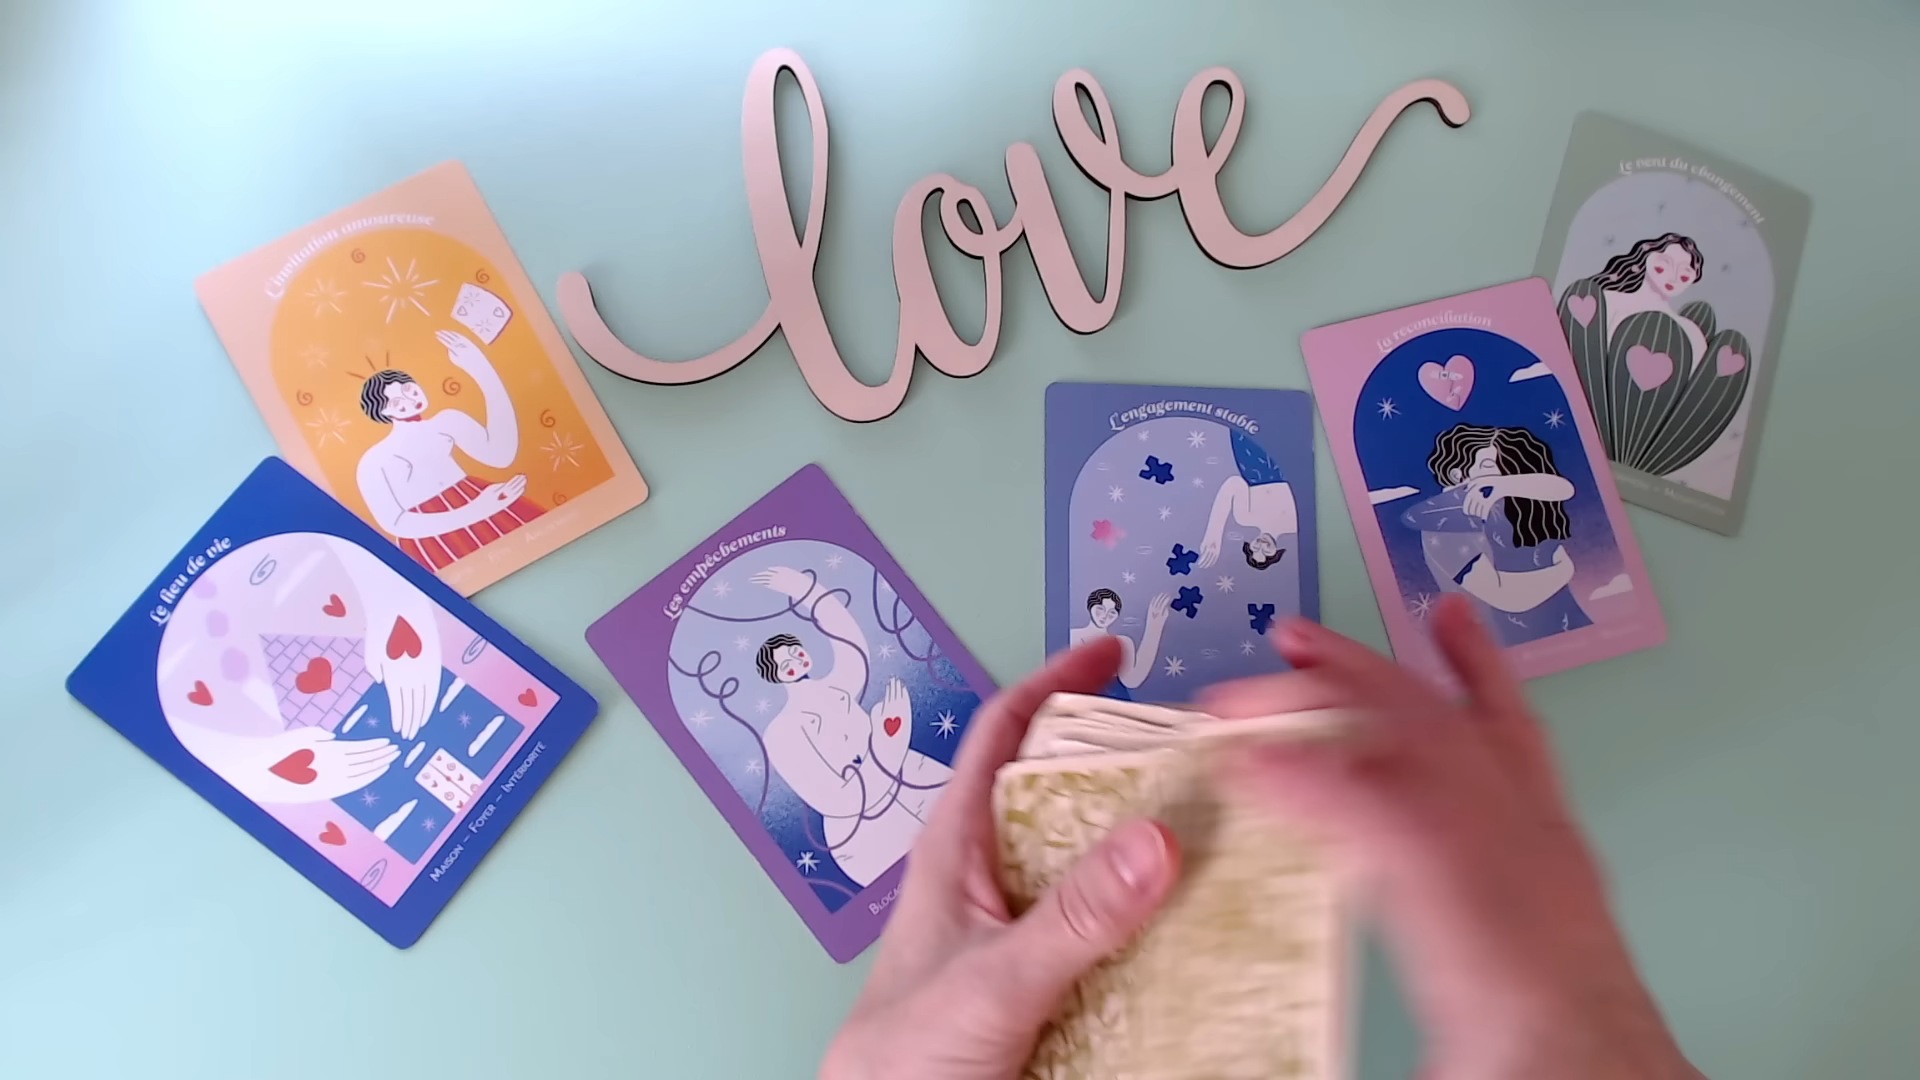 love
L'invitation amoureuse
Le vent du changement
La reconciliation
L'engagement stable
Le lieu de vie
Les empêchements
Maison — Foyer — Intériorité